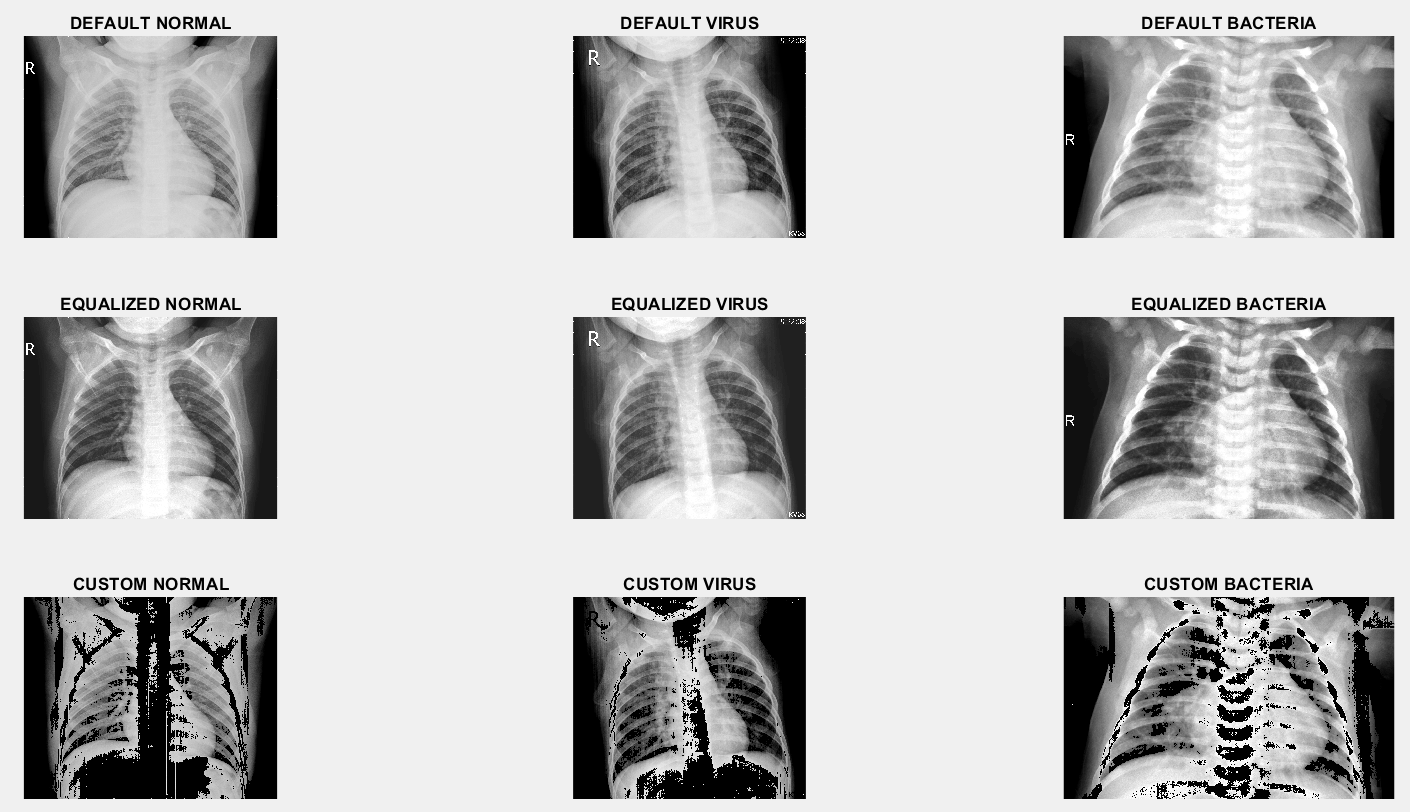 DEFAULT NORMAL
DEFAULT VIRUS
DEFAULT BACTERIA
R
R
R
EQUALIZED NORMAL
EQUALIZED VIRUS
EQUALIZED BACTERIA
R
R
R
CUSTOM NORMAL
CUSTOM VIRUS
CUSTOM BACTERIA
R